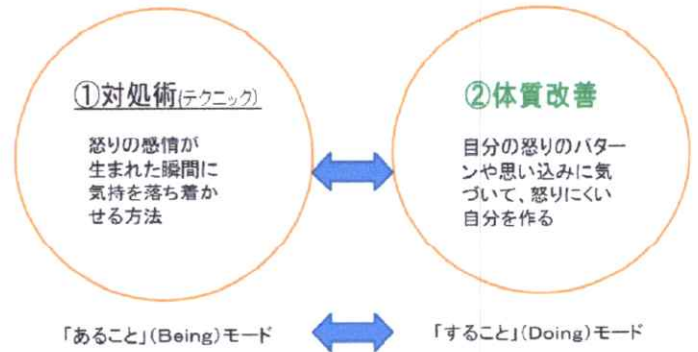 ①対処術(テクニック)
怒りの感情が
生まれた瞬間に
気持を落ち着か
せる方法
②体質改善
自分の怒りのパター
ンや思い込みに気
づいて、怒りにくい
自分を作る
「あること」(Being)モード
「すること」(Doing)モード